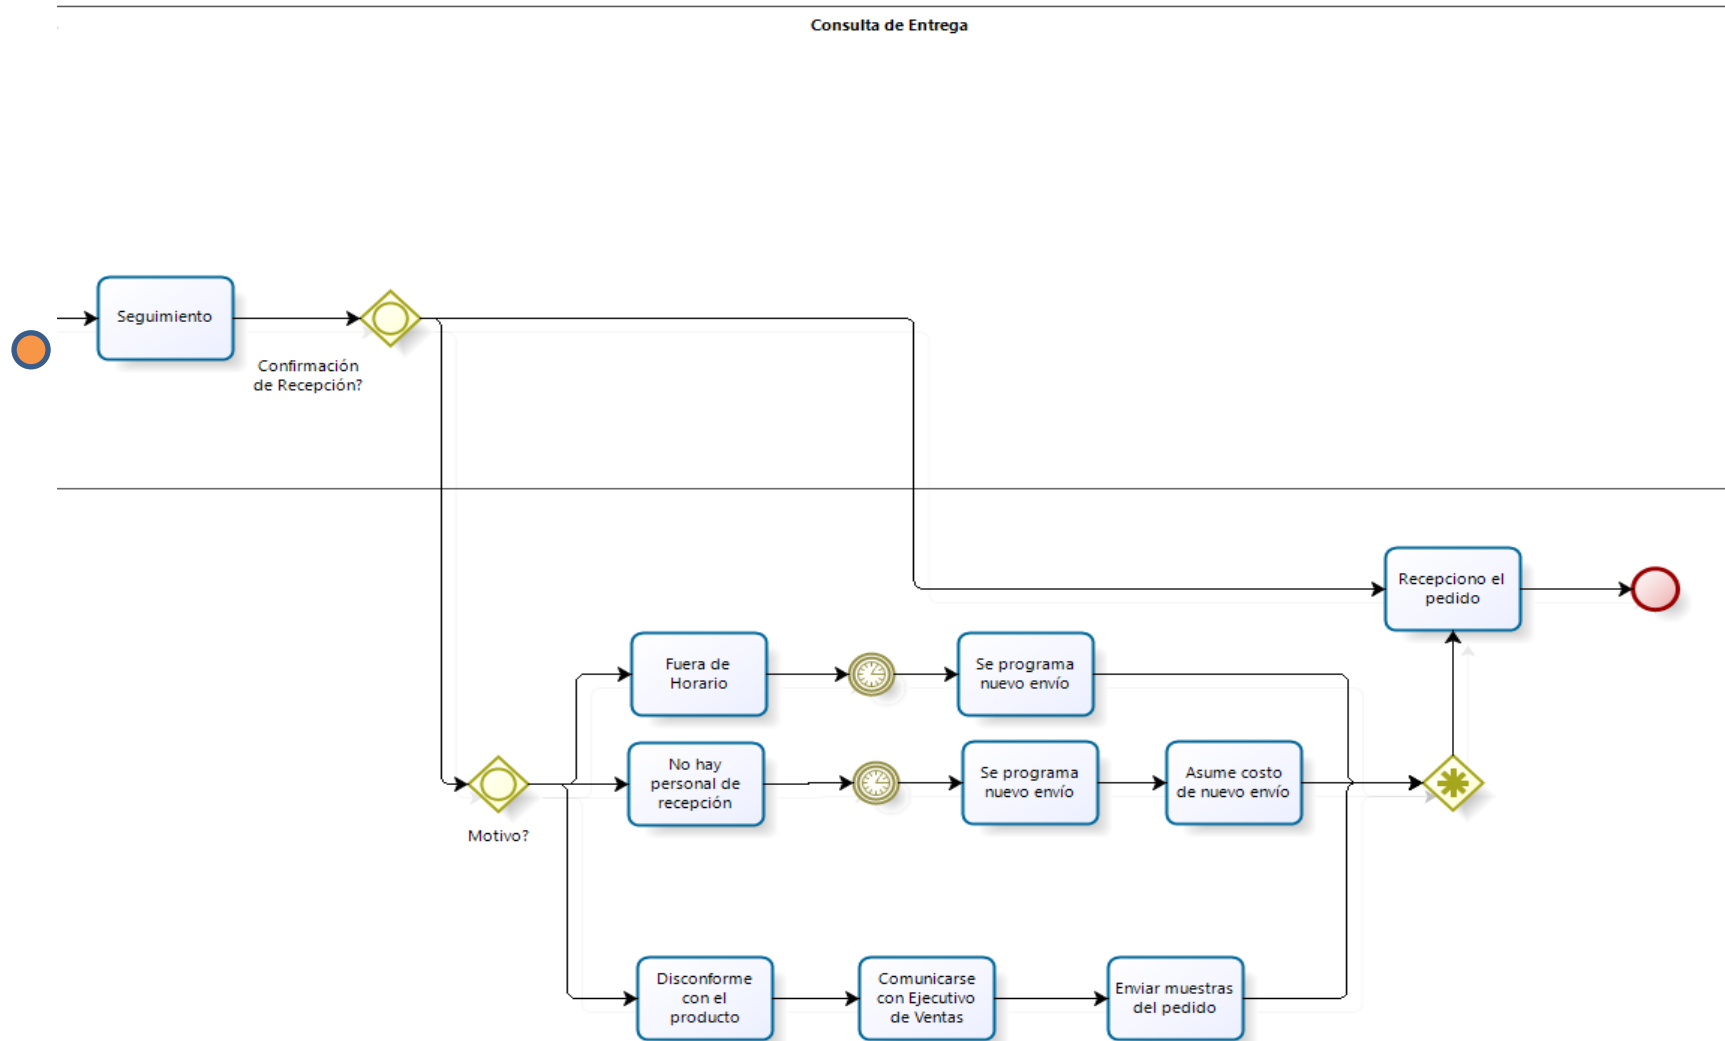 Consulta de Entrega
Seguimiento
Confirmación
de Recepción?
Recepciono el
pedido
Fuera de
Horario
Se programa
nuevo envío
No hay
personal de
recepción
Se programa
nuevo envío
Asume costo
de nuevo envío
Motivo?
Disconforme
con el
producto
Comunicarse
con Ejecutivo
de Ventas
Enviar muestras
del pedido